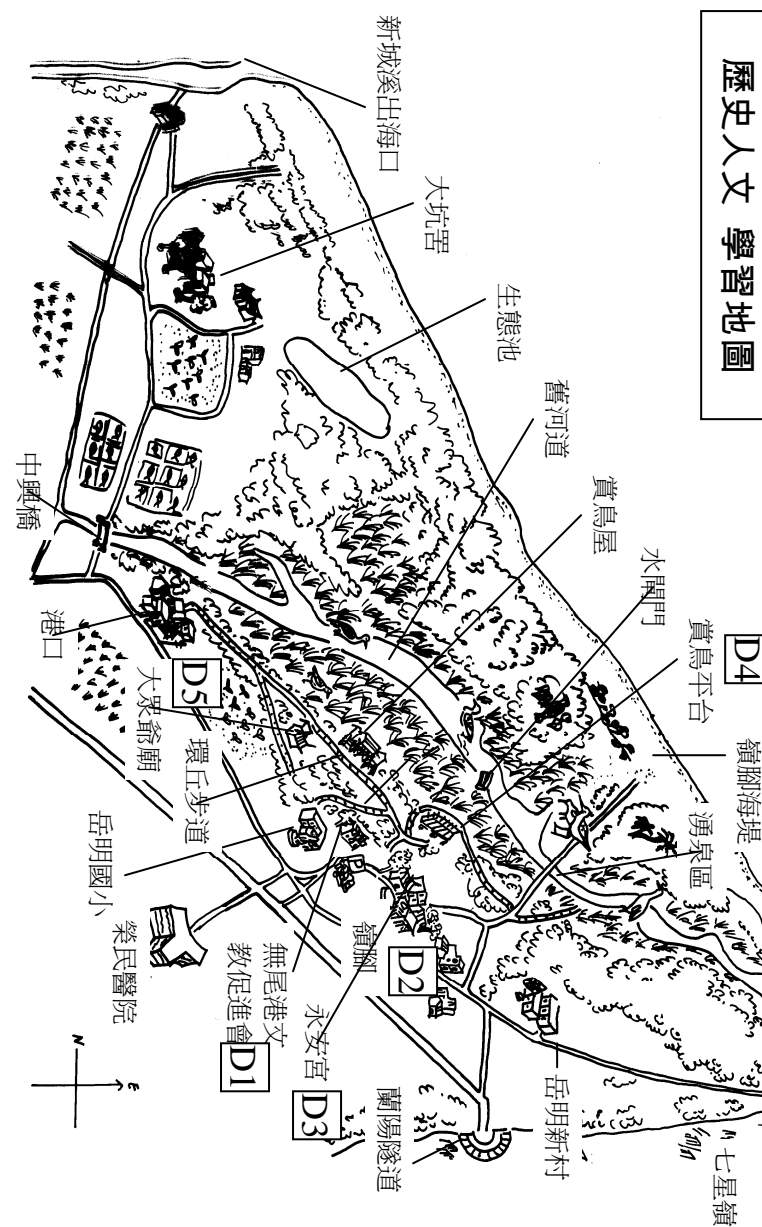 歷史人文 學習地圖
新城溪出海口
大坑罟
生態池
舊河道
賞鳥屋
水閘門
D4
賞鳥平台
嶺腳海堤
湧泉區
中興橋
港口
D5
大眾爺廟
環丘步道
岳明國小
榮民醫院
無尾港文
教促進會
D1
嶺腳
D2
永安宮
D3
蘭陽隧道
岳明新村
七星嶺
N
E
P